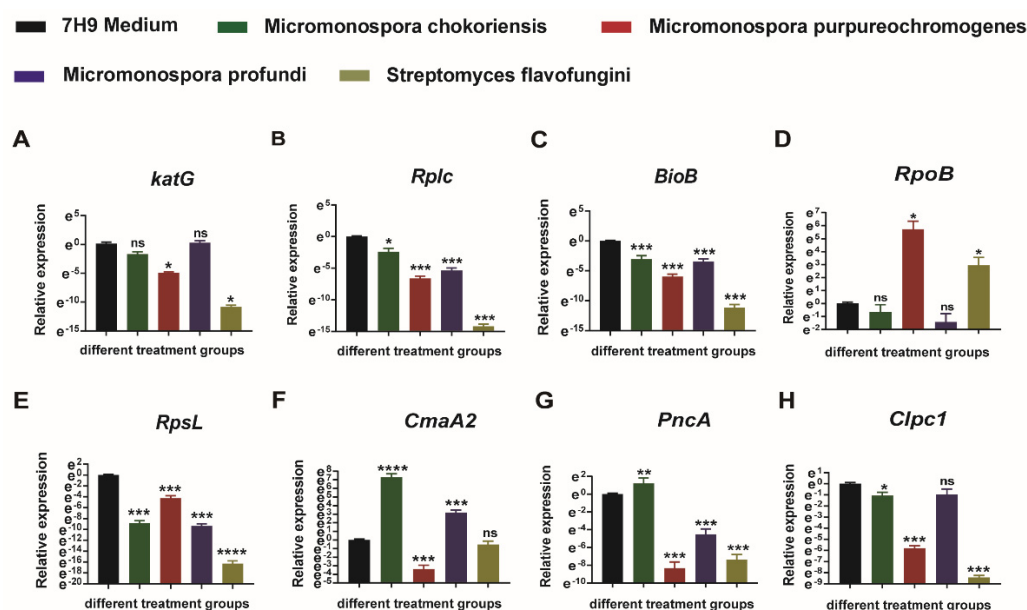 7H9 Medium Micromonospora chokoriensis Micromonospora purpureochromogenes
Micromonospora profundi Streptomyces flavofungini
A B C D
katG Rplc BioB RpoB
Relative expression
e5
e0
e-5
e-10
e-15
ns
*
ns
*
different treatment groups
Relative expression
e5
e0
e-5
e-10
e-15
*
***
***
***
different treatment groups
Relative expression
e5
e0
e-5
e-10
e-15
***
***
***
***
different treatment groups
Relative expression
e7
e6
e4
e3
e2
e1
e0
e-1
e-2
ns
*
ns
*
different treatment groups
E F G H
RpsL CmaA2 PncA Clpc1
Relative expression
e2
e0
e-2
e-4
e-6
e-8
e-10
e-12
e-14
e-16
e-18
e-20
***
***
***
****
different treatment groups
Relative expression
e8
e7
e6
e5
e4
e3
e2
e1
e0
e-1
e-2
e-3
e-4
e-5
****
***
***
ns
different treatment groups
Relative expression
e2
e0
e-2
e-4
e-6
e-8
e-10
**
***
***
***
different treatment groups
Relative expression
e1
e0
e-1
e-2
e-3
e-4
e-5
e-6
e-7
e-8
e-9
*
***
ns
***
different treatment groups